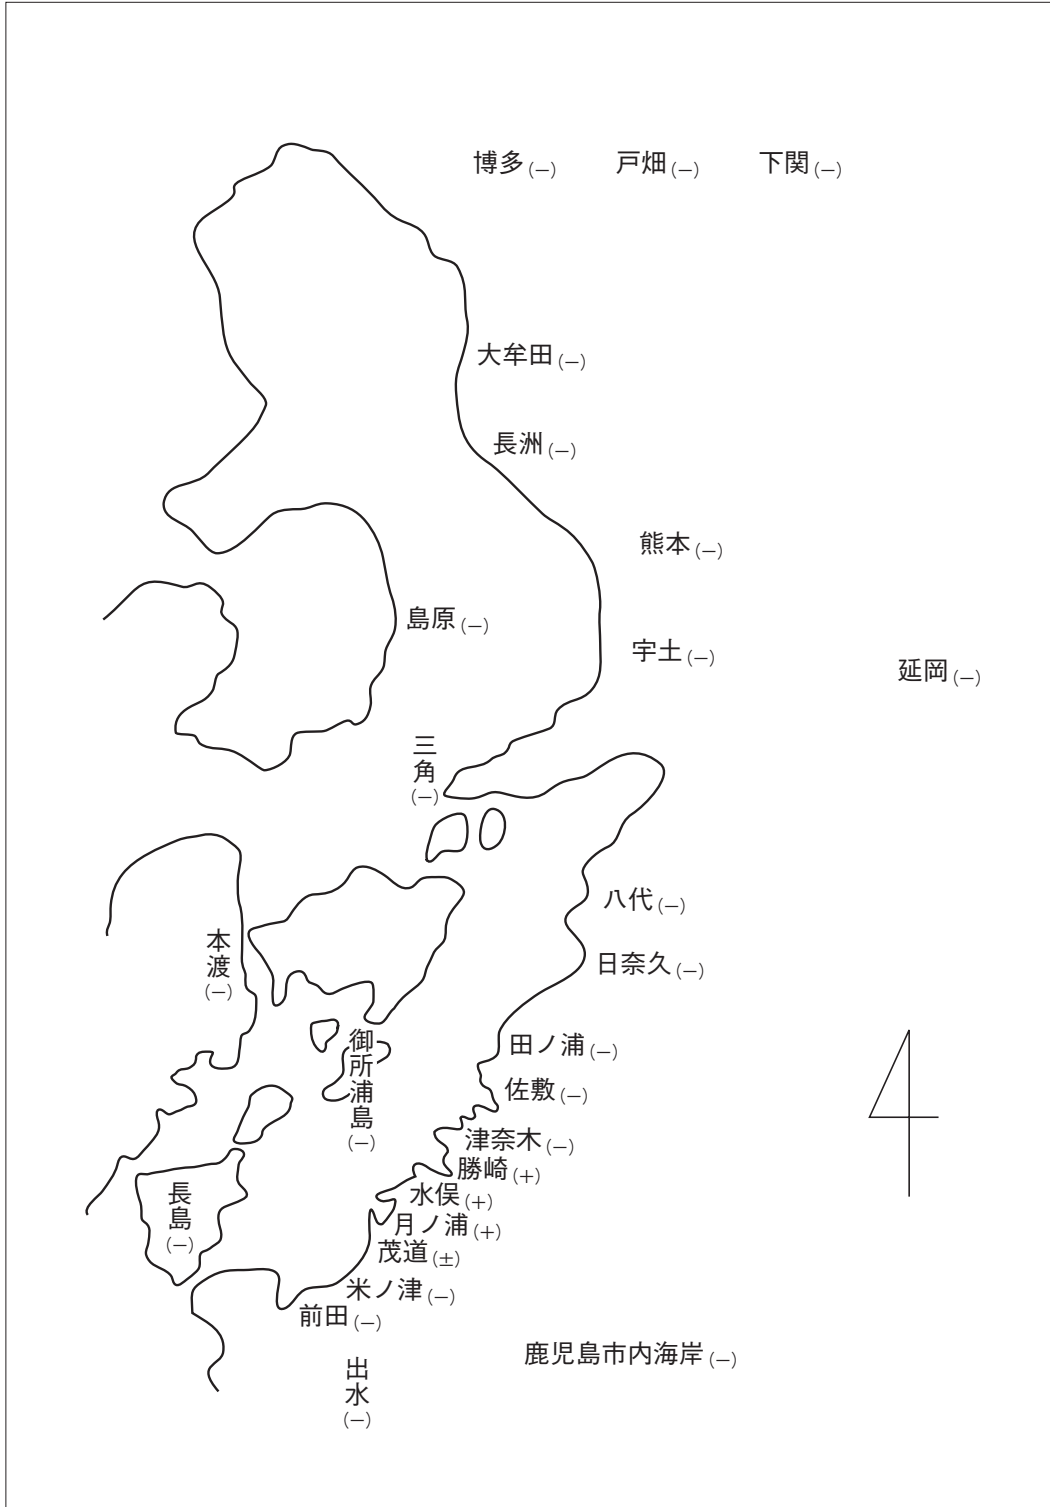 博多(−)
戸畑(−)
下関(−)
大牟田(−)
長洲(−)
熊本(−)
島原(−)
宇土(−)
延岡(−)
三角(−)
八代(−)
本渡(−)
日奈久(−)
御所浦島(−)
田ノ浦(−)
佐敷(−)
津奈木(−)
勝崎(+)
水俣(+)
長島(−)
月ノ浦(+)
茂道(±)
米ノ津(−)
前田(−)
鹿児島市内海岸(−)
出水(−)